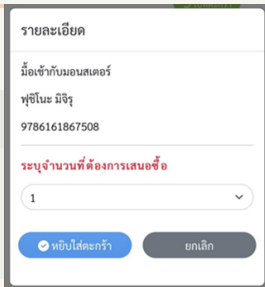 รายละเอียด
มื้อเช้ากับมอนสเตอร์
ฟุชิโนะ มิจิรุ
9786161867508
ระบุจำนวนที่ต้องการเสนอซื้อ
1
หยิบใส่ตะกร้า
ยกเลิก